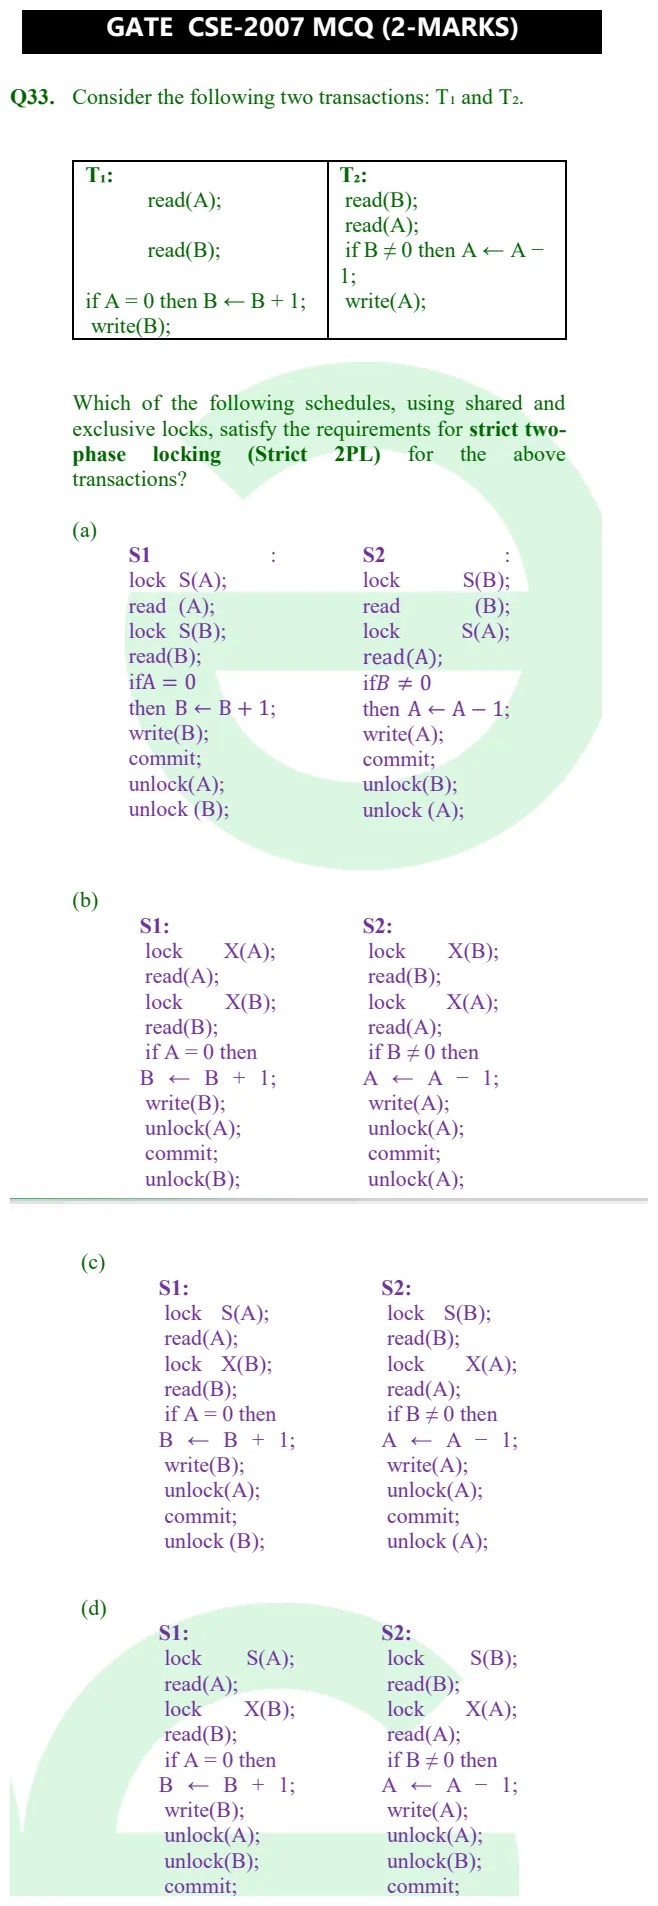 GATE CSE-2007 MCQ (2-MARKS)
Q33. Consider the following two transactions: T₁ and T₂.
T₁:
read(A);
read(B);
if A = 0 then B ← B + 1;
write(B);
T₂:
read(B);
read(A);
if B ≠ 0 then A ← A −
1;
write(A);
Which of the following schedules, using shared and
exclusive locks, satisfy the requirements for strict two-
phase locking (Strict 2PL) for the above
transactions?
(a)
S1 :
lock S(A);
read (A);
lock S(B);
read(B);
ifA = 0
then B ← B + 1;
write(B);
commit;
unlock(A);
unlock (B);
S2 :
lock S(B);
read (B);
lock S(A);
read(A);
ifB ≠ 0
then A ← A − 1;
write(A);
commit;
unlock(B);
unlock (A);
(b)
S1:
lock X(A);
read(A);
lock X(B);
read(B);
if A = 0 then
B ← B + 1;
write(B);
unlock(A);
commit;
unlock(B);
S2:
lock X(B);
read(B);
lock X(A);
read(A);
if B ≠ 0 then
A ← A − 1;
write(A);
unlock(A);
commit;
unlock(A);
(c)
S1:
lock S(A);
read(A);
lock X(B);
read(B);
if A = 0 then
B ← B + 1;
write(B);
unlock(A);
commit;
unlock (B);
S2:
lock S(B);
read(B);
lock X(A);
read(A);
if B ≠ 0 then
A ← A − 1;
write(A);
unlock(A);
commit;
unlock (A);
(d)
S1:
lock S(A);
read(A);
lock X(B);
read(B);
if A = 0 then
B ← B + 1;
write(B);
unlock(A);
unlock(B);
commit;
S2:
lock S(B);
read(B);
lock X(A);
read(A);
if B ≠ 0 then
A ← A − 1;
write(A);
unlock(A);
unlock(B);
commit;